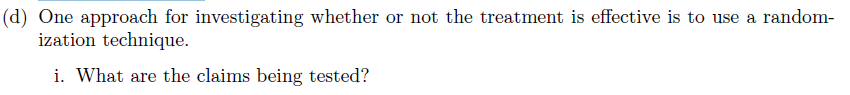 (d) One approach for investigating whether or not the treatment is effective is to use a random-
ization technique.
i. What are the claims being tested?